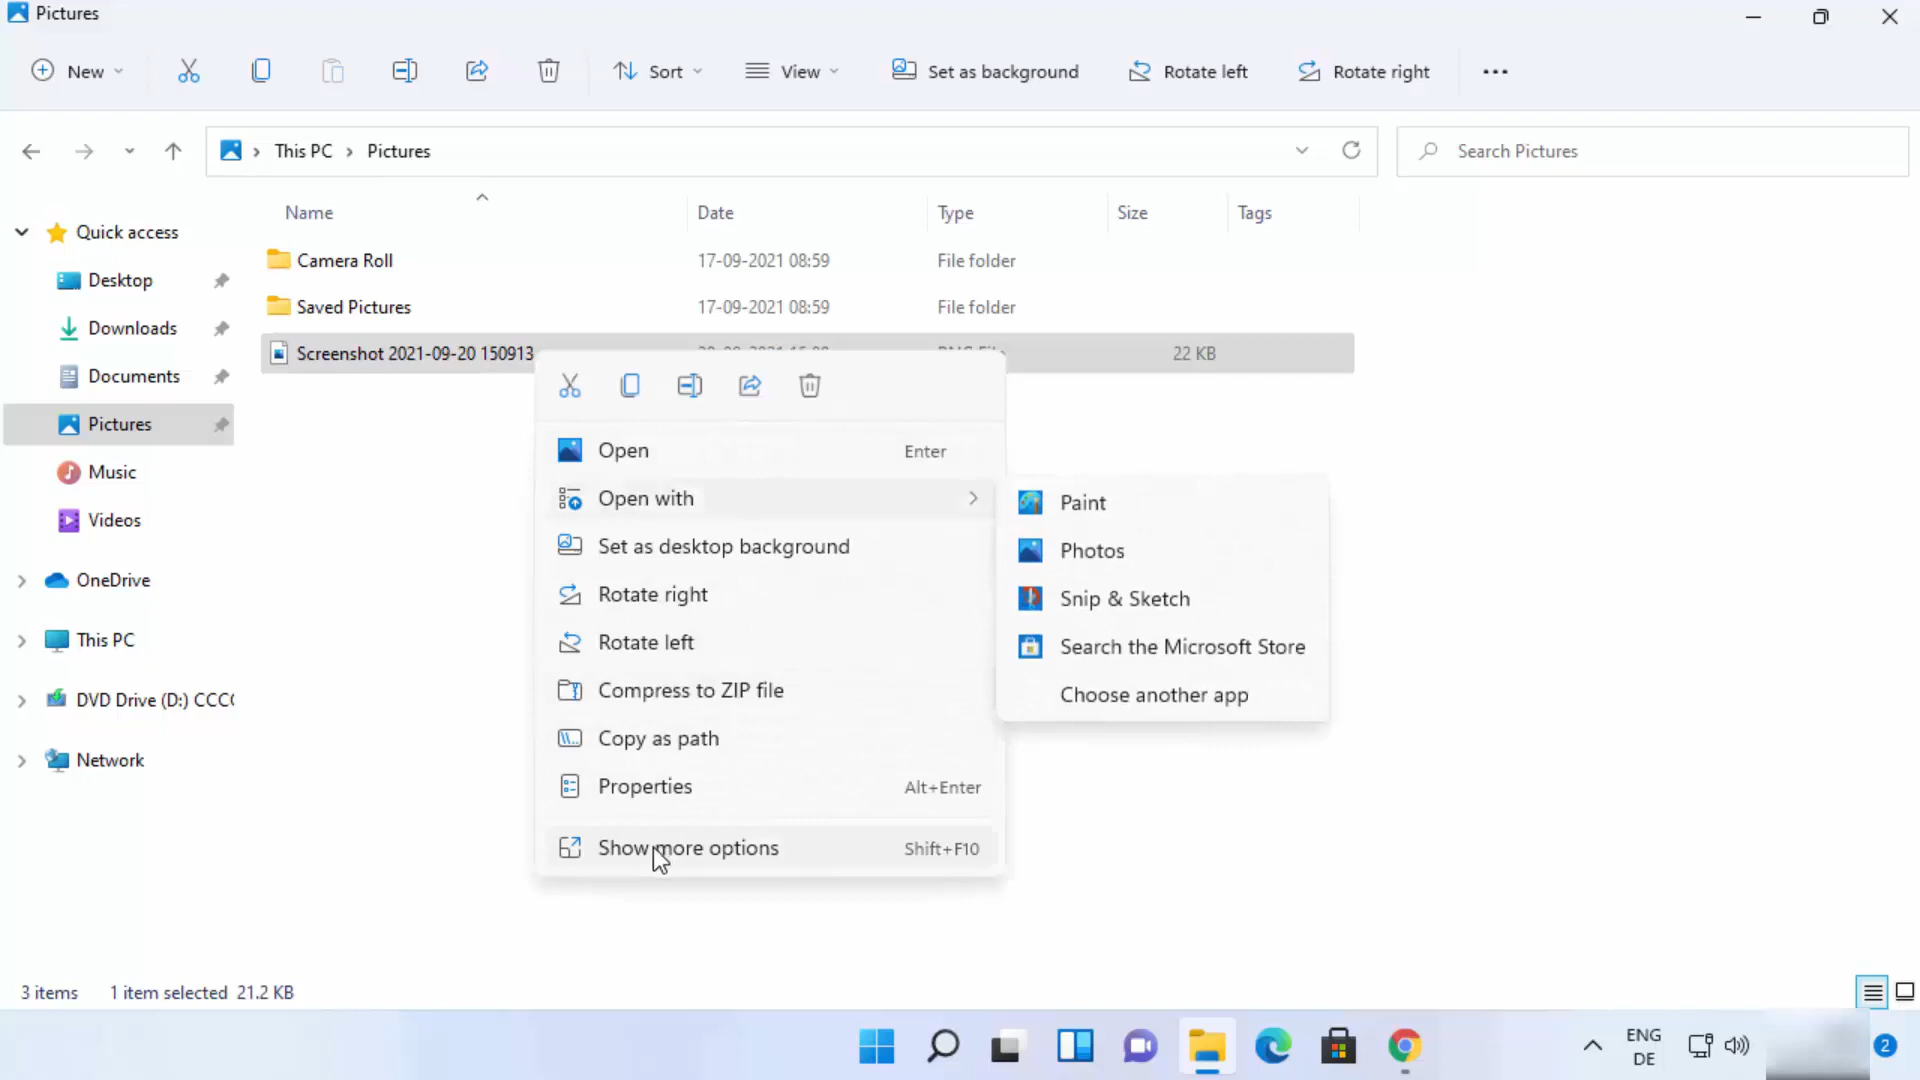 Pictures
New
Sort
View
Set as background
Rotate left
Rotate right
This PC
Pictures
Search Pictures
Name
Date
Type
Size
Tags
Quick access
Desktop
Downloads
Documents
Pictures
Music
Videos
OneDrive
This PC
DVD Drive (D:) CCC
Network
Camera Roll 17-09-2021 08:59 File folder
Saved Pictures 17-09-2021 08:59 File folder
Screenshot 2021-09-20 150913 22 KB
Open Enter
Open with
Set as desktop background
Rotate right
Rotate left
Compress to ZIP file
Copy as path
Properties Alt+Enter
Show more options Shift+F10
Paint
Photos
Snip & Sketch
Search the Microsoft Store
Choose another app
3 items 1 item selected 21.2 KB
ENG
DE
2